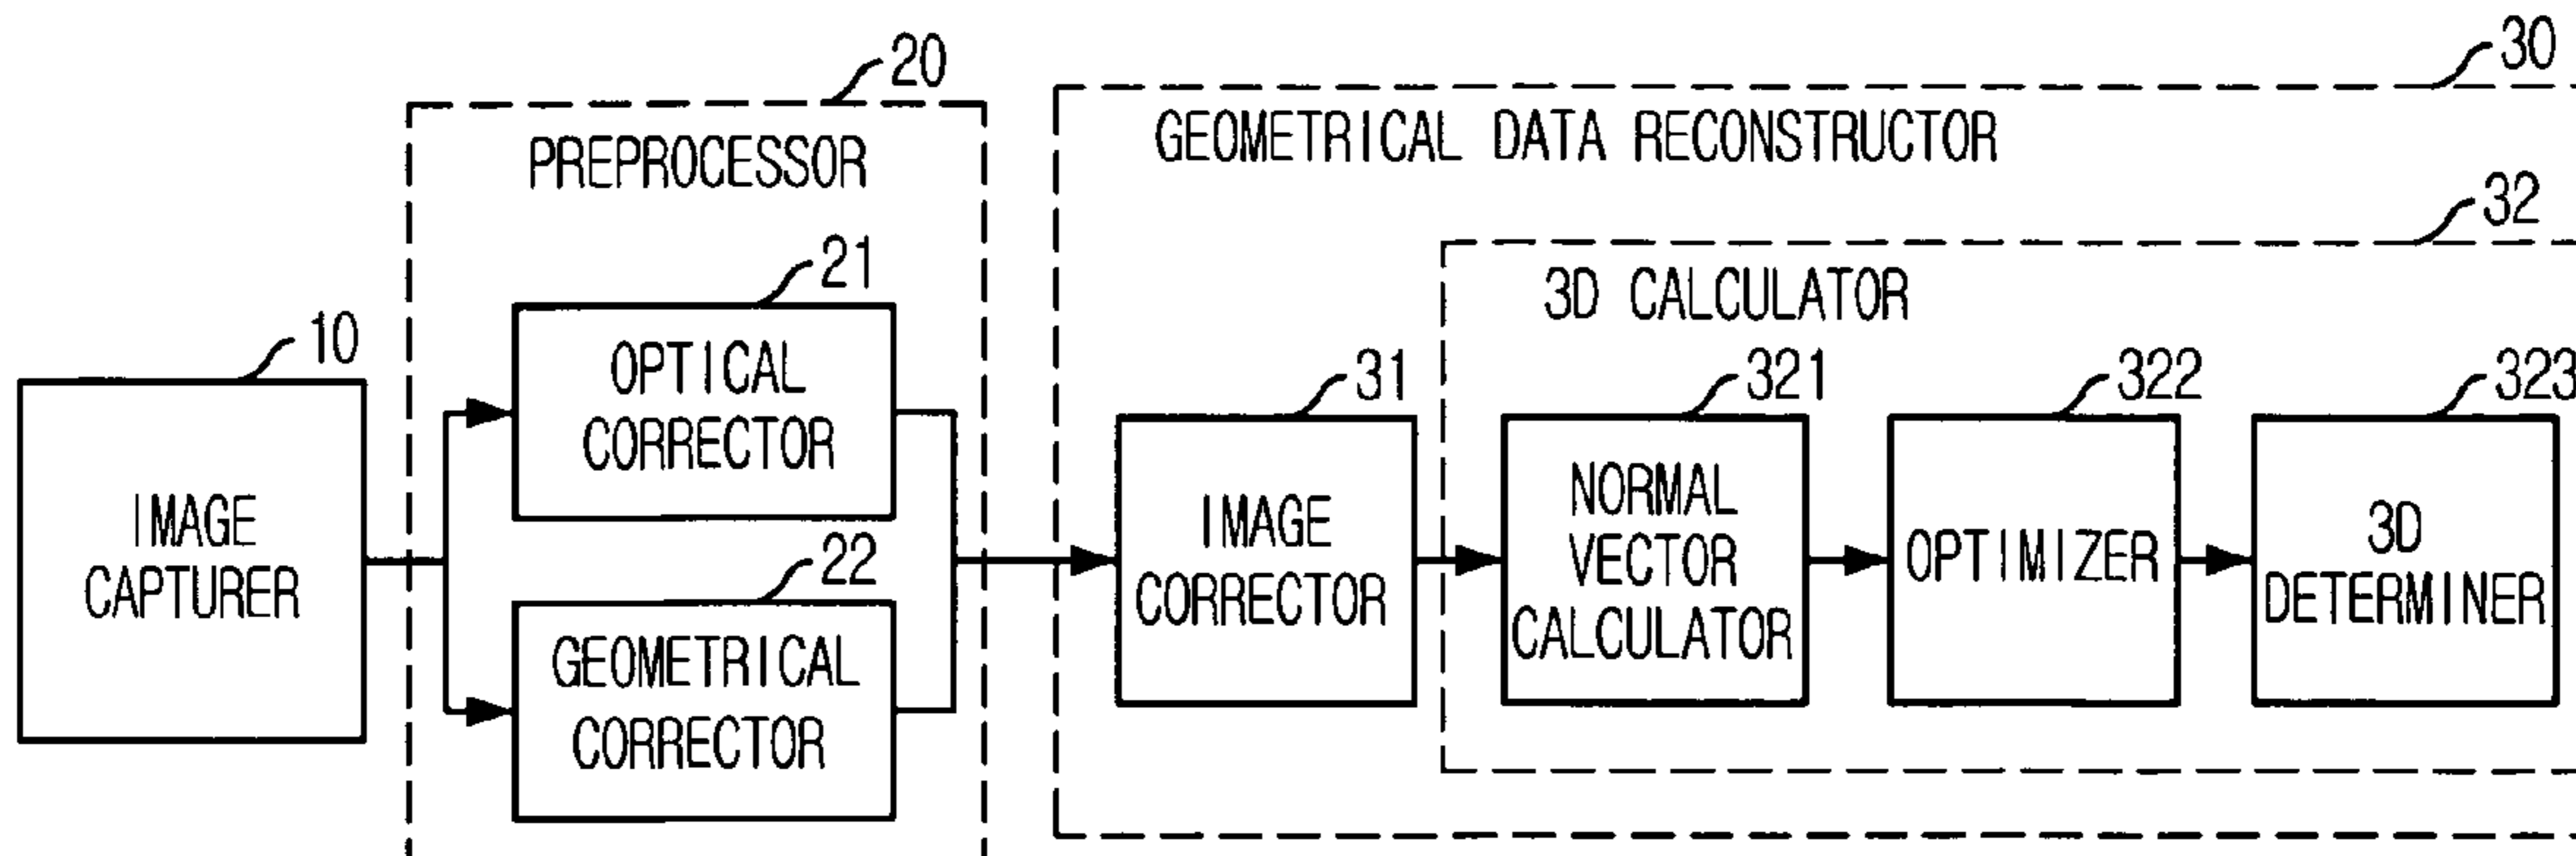 20
30
PREPROCESSOR
GEOMETRICAL DATA RECONSTRUCTOR
32
21
3D CALCULATOR
10
OPTICAL
CORRECTOR
31
321
322
323
IMAGE
CAPTURER
22
GEOMETRICAL
CORRECTOR
IMAGE
CORRECTOR
NORMAL
VECTOR
CALCULATOR
OPTIMIZER
3D
DETERMINER